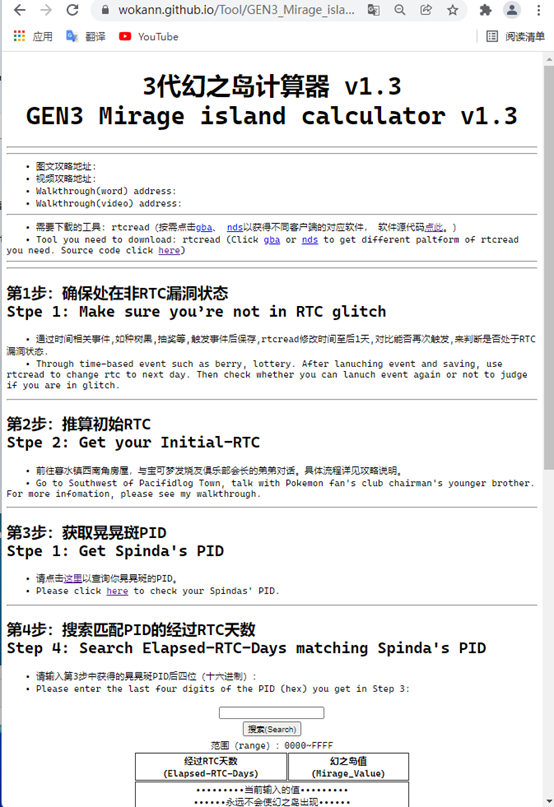 wokann.github.io/Tool/GEN3_Mirage_isla...
应用 翻译 YouTube 阅读清单
3代幻之岛计算器 v1.3
GEN3 Mirage island calculator v1.3
• 图文攻略地址：
• 视频攻略地址：
• Walkthrough(word) address:
• Walkthrough(video) address:
• 需要下载的工具：rtcread（按需点击gba、 nds以获得不同客户端的对应软件， 软件源代码点此。)
• Tool you need to download: rtcread (Click gba or nds to get different paltform of rtcread
you need. Source code click here)
第1步：确保处在非RTC漏洞状态
Stpe 1: Make sure you’re not in RTC glitch
• 通过时间相关事件,如种树果,抽奖等,触发事件后保存,rtcread修改时间至后1天,对比能否再次触发,来判断是否处于RTC
漏洞状态.
• Through time-based event such as berry, lottery. After lanuching event and saving, use
rtcread to change rtc to next day. Then check whether you can lanuch event again or not to judge
if you are in glitch.
第2步：推算初始RTC
Stpe 2: Get your Initial-RTC
• 前往暮水镇西南角房屋，与宝可梦发烧友俱乐部会长的弟弟对话。具体流程详见攻略说明。
• Go to Southwest of Pacifidlog Town, talk with Pokemon fan's club chairman's younger brother.
For more infomation, please see my walkthrough.
第3步：获取晃晃斑PID
Stpe 1: Get Spinda's PID
• 请点击这里以查询你晃晃斑的PID。
• Please click here to check your Spindas' PID.
第4步：搜索匹配PID的经过RTC天数
Step 4: Search Elapsed-RTC-Days matching Spinda's PID
• 请输入第3步中获得的晃晃斑PID后四位（十六进制）：
• Please enter the last four digits of the PID (hex) you get in Step 3:
搜索(Search)
范围（range）：0000~FFFF
经过RTC天数 幻之岛值
(Elapsed-RTC-Days) (Mirage_Value)
•••••••••当前输入的值•••••••••
••••••永远不会使幻之岛出现••••••